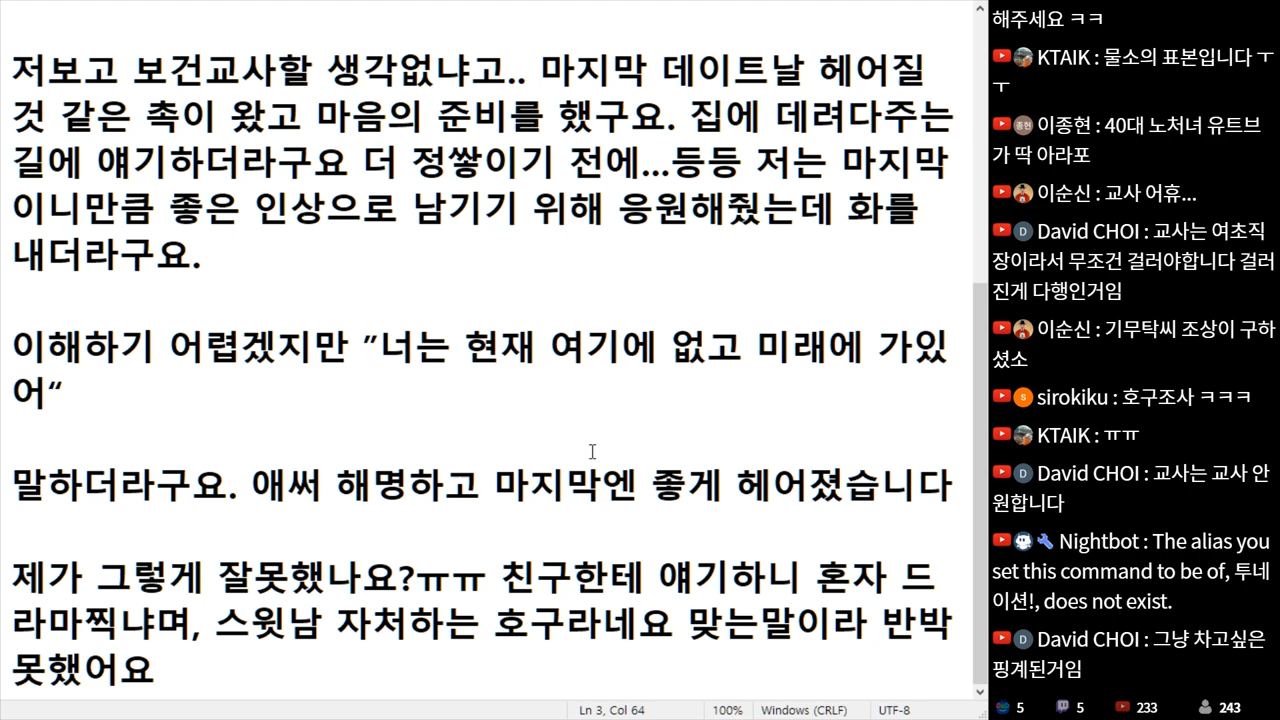 저보고 보건교사할 생각없냐고.. 마지막 데이트날 헤어질
것 같은 촉이 왔고 마음의 준비를 했구요. 집에 데려다주는
길에 얘기하더라구요 더 정쌓이기 전에...등등 저는 마지막
이니만큼 좋은 인상으로 남기기 위해 응원해줬는데 화를
내더라구요.
이해하기 어렵겠지만 ”너는 현재 여기에 없고 미래에 가있
어“
말하더라구요. 애써 해명하고 마지막엔 좋게 헤어졌습니다
제가 그렇게 잘못했나요?ㅠㅠ 친구한테 얘기하니 혼자 드
라마찍냐며, 스윗남 자처하는 호구라네요 맞는말이라 반박
못했어요
Ln 3, Col 64
100%
Windows (CRLF)
UTF-8
해주세요 ㅋㅋ
KTAIK : 물소의 표본입니다 ㅜ
ㅜ
종현 이종현 : 40대 노처녀 유트브
가 딱 아라포
이순신 : 교사 어휴...
D David CHOI : 교사는 여초직
장이라서 무조건 걸러야합니다 걸러
진게 다행인거임
이순신 : 기무탁씨 조상이 구하
셨소
s sirokiku : 호구조사 ㅋㅋㅋ
KTAIK : ㅠㅠ
D David CHOI : 교사는 교사 안
원합니다
Nightbot : The alias you
set this command to be of, 투네
이션!, does not exist.
D David CHOI : 그냥 차고싶은
핑계된거임
5
5
233
243